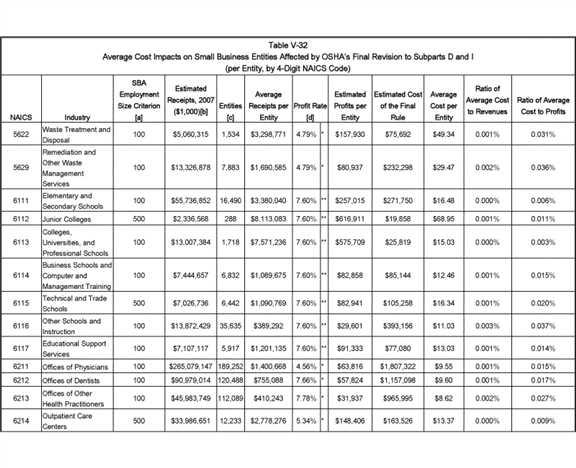 Table V-32
Average Cost Impacts on Small Business Entities Affected by OSHA's Final Revision to Subparts D and I
(per Entity, by 4-Digit NAICS Code)
NAICS Industry SBA Employment Size Criterion [a] Estimated Receipts, 2007 ($1,000)[b] Entities [c] Average Receipts per Entity Profit Rate [d] Estimated Profits per Entity Estimated Cost of the Final Rule Average Cost per Entity Ratio of Average Cost to Revenues Ratio of Average Cost to Profits
5622 Waste Treatment and Disposal 100 $5,060,315 1,534 $3,298,771 4.79% * $157,930 $75,692 $49.34 0.001% 0.031%
5629 Remediation and Other Waste Management Services 100 $13,326,878 7,883 $1,690,585 4.79% * $80,937 $232,298 $29.47 0.002% 0.036%
6111 Elementary and Secondary Schools 100 $55,736,852 16,490 $3,380,040 7.60% ** $257,015 $271,750 $16.48 0.000% 0.006%
6112 Junior Colleges 500 $2,336,568 288 $8,113,083 7.60% ** $616,911 $19,858 $68.95 0.001% 0.011%
6113 Colleges, Universities, and Professional Schools 100 $13,007,384 1,718 $7,571,236 7.60% ** $575,709 $25,819 $15.03 0.000% 0.003%
6114 Business Schools and Computer and Management Training 100 $7,444,657 6,832 $1,089,675 7.60% ** $82,858 $85,144 $12.46 0.001% 0.015%
6115 Technical and Trade Schools 500 $7,026,736 6,442 $1,090,769 7.60% ** $82,941 $105,258 $16.34 0.001% 0.020%
6116 Other Schools and Instruction 100 $13,872,429 35,635 $389,292 7.60% ** $29,601 $393,156 $11.03 0.003% 0.037%
6117 Educational Support Services 100 $7,107,117 5,917 $1,201,135 7.60% ** $91,333 $77,080 $13.03 0.001% 0.014%
6211 Offices of Physicians 100 $265,079,147 189,252 $1,400,668 4.56% * $63,816 $1,807,322 $9.55 0.001% 0.015%
6212 Offices of Dentists 100 $90,979,014 120,488 $755,088 7.66% * $57,824 $1,157,098 $9.60 0.001% 0.017%
6213 Offices of Other Health Practitioners 100 $45,983,749 112,089 $410,243 7.78% * $31,937 $965,995 $8.62 0.002% 0.027%
6214 Outpatient Care Centers 500 $33,986,651 12,233 $2,778,276 5.34% * $148,406 $163,526 $13.37 0.000% 0.009%